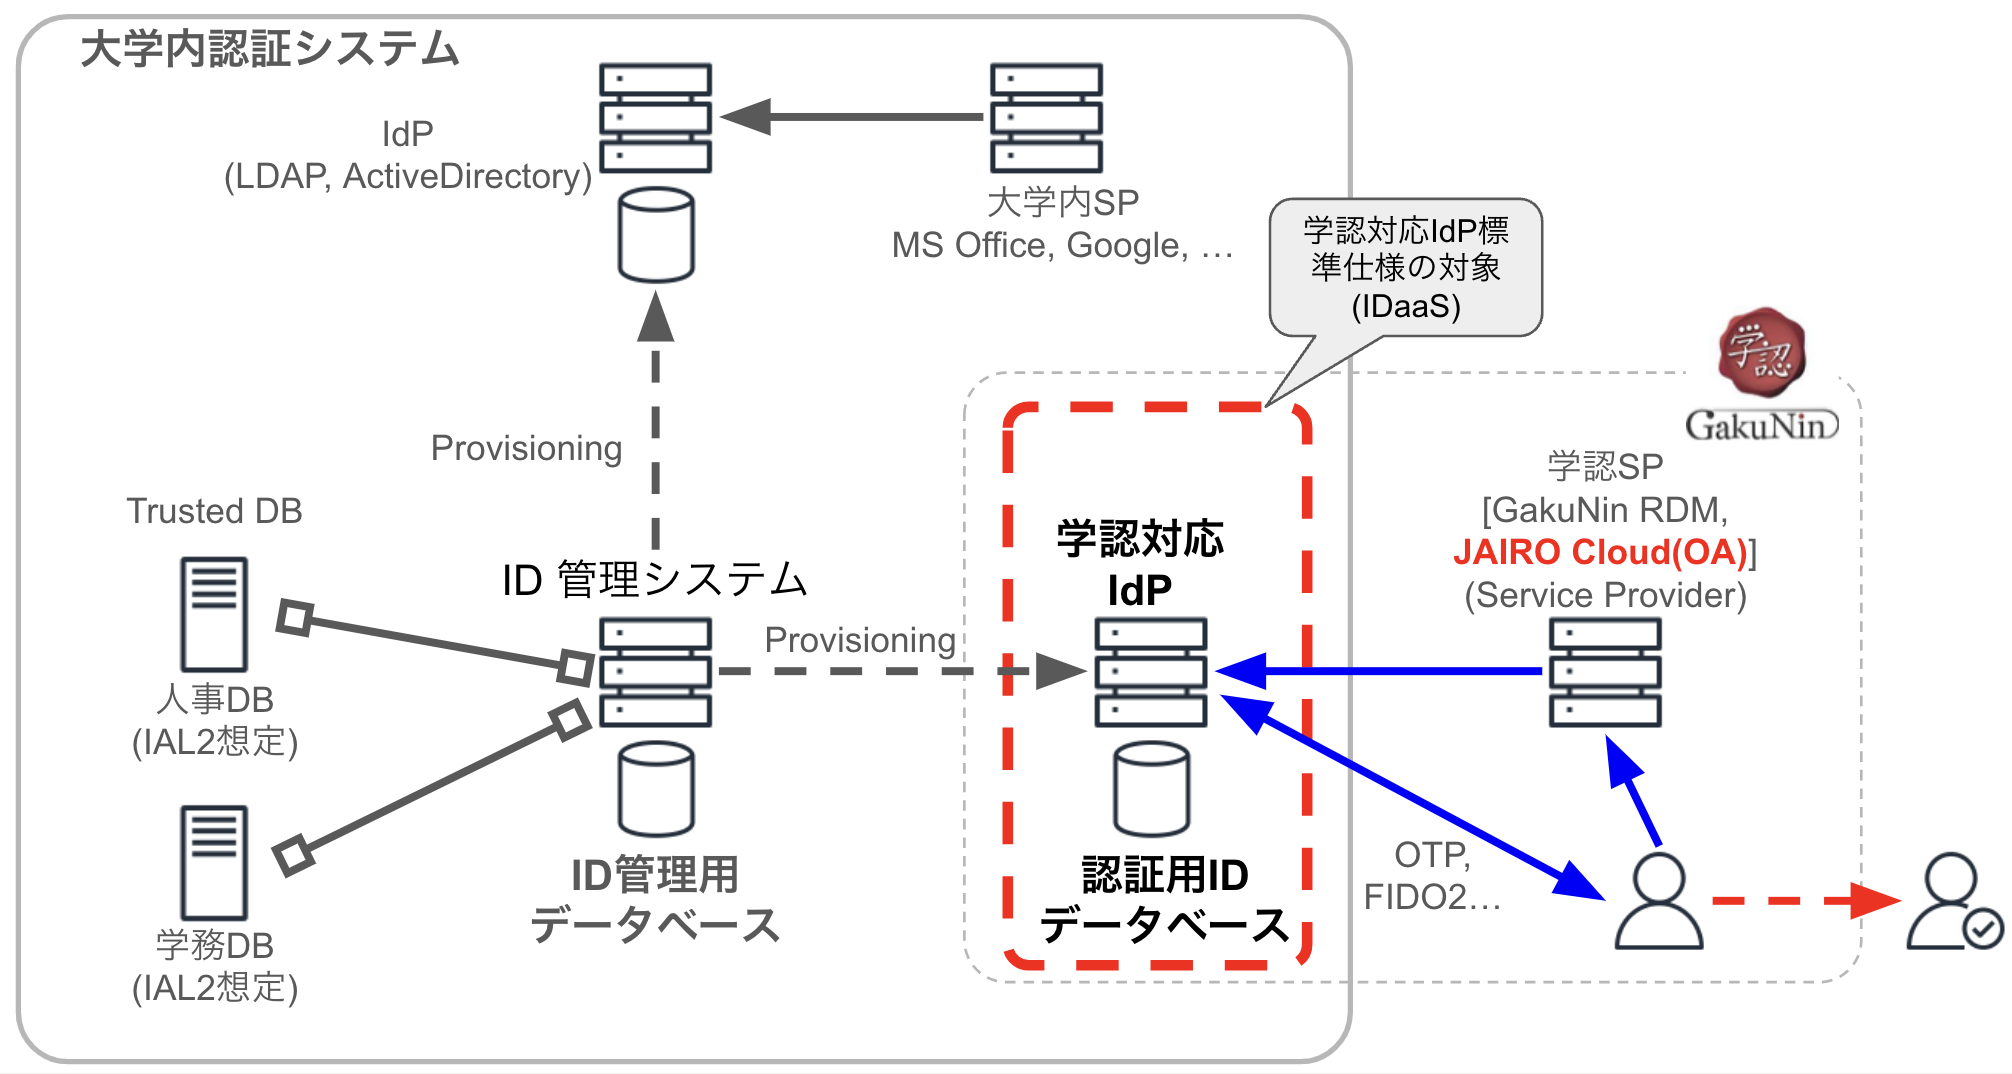 大学内認証システム
IdP
(LDAP, ActiveDirectory)
大学内SP
MS Office, Google, …
学認対応IdP標
準仕様の対象
(IDaaS)
学認
GakuNin
Provisioning
学認SP
[GakuNin RDM,
JAIRO Cloud(OA)]
(Service Provider)
Trusted DB
ID 管理システム
学認対応
IdP
Provisioning
人事DB
(IAL2想定)
ID管理用
データベース
認証用ID
データベース
OTP,
FIDO2…
学務DB
(IAL2想定)